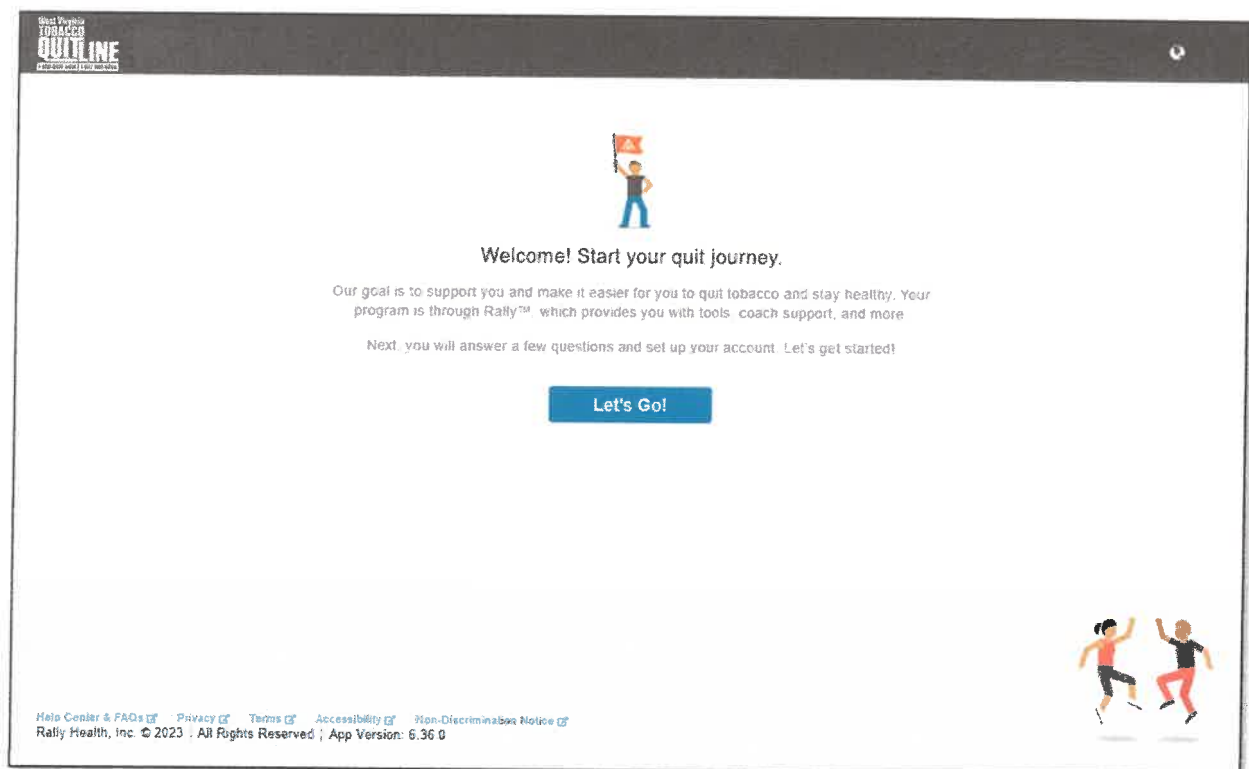 West Virginia
TOBACCO
QUITLINE
Welcome! Start your quit journey.
Our goal is to support you and make it easier for you to quit tobacco and stay healthy. Your
program is through Rally™, which provides you with tools, coach support, and more
Next, you will answer a few questions and set up your account. Let's get started!
Let's Go!
Help Center & FAQs Privacy Terms Accessibility Non-Discrimination Notice
Rally Health, Inc. © 2023 . All Rights Reserved | App Version: 6.36.0